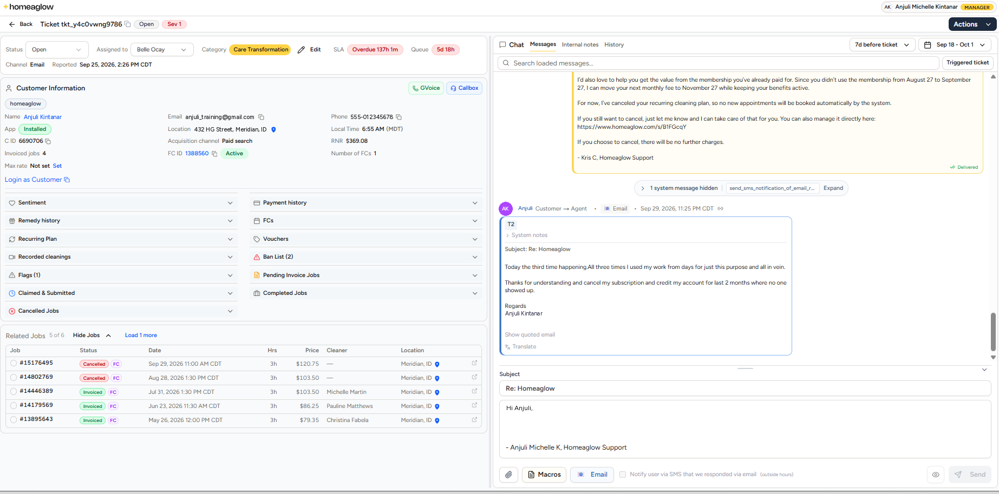 homeaglow
AK Anjuli Michelle Kintanar MANAGER
Back Ticket tkt_y4c0vwng9786 Open Sev 1
Actions
Status Open Assigned to Belle Ocay Category Care Transformation Edit SLA Overdue 137h 1m Queue 5d 18h
Channel Email Reported Sep 25, 2026, 2:26 PM CDT
Customer Information
GVoice Callbox
homeaglow
Name Anjuli Kintanar Email anjuli_training@gmail.com Phone 555-012345678
App Installed Location 432 HG Street, Meridian, ID Local Time 6:55 AM (MDT)
C ID 6690706 Acquisition channel Paid search RNR $369.08
Invoiced jobs 4 FC ID 1388560 Active Number of FCs 1
Max rate Not set Set
Login as Customer
Sentiment Payment history
Remedy history FCs
Recurring Plan Vouchers
Recorded cleanings Ban List (2)
Flags (1) Pending Invoice Jobs
Claimed & Submitted Completed Jobs
Cancelled Jobs
Related Jobs 5 of 6 Hide Jobs Load 1 more
Job Status Date Hrs Price Cleaner Location
#15176495 Cancelled FC Sep 29, 2026 11:00 AM CDT 3h $120.75 — Meridian, ID
#14802769 Cancelled FC Aug 28, 2026 1:30 PM CDT 3h $103.50 — Meridian, ID
#14446389 Invoiced FC Jul 31, 2026 1:30 PM CDT 3h $103.50 Michelle Martin Meridian, ID
#14179569 Invoiced FC Jun 23, 2026 11:30 AM CDT 3h $86.25 Pauline Matthews Meridian, ID
#13895643 Invoiced FC May 26, 2026 12:00 PM CDT 3h $79.35 Christina Fabela Meridian, ID
Chat Messages Internal notes History
7d before ticket Sep 18 - Oct 1
Search loaded messages...
Triggered ticket
I'd also love to help you get the value from the membership you've already paid for. Since you didn't use the membership from August 27 to September
27, I can move your next monthly fee to November 27 while keeping your benefits active.
For now, I've canceled your recurring cleaning plan, so no new appointments will be booked automatically by the system.
If you still want to cancel, just let me know and I can take care of that for you. You can also manage it directly here:
https://www.homeaglow.com/s/B1FGcqY
If you choose to cancel, there will be no further charges.
- Kris C, Homeaglow Support
Delivered
1 system message hidden send_sms_notification_of_email_r... Expand
AK Anjuli Customer → Agent • Email • Sep 29, 2026, 11:25 PM CDT
T2
System notes
Subject: Re: Homeaglow
Today the third time happening.All three times I used my work from days for just this purpose and all in vein.
Thanks for understanding and cancel my subscription and credit my account for last 2 months where no one
showed up.
Regards
Anjuli Kintanar
Show quoted email
Translate
Subject
Re: Homeaglow
Hi Anjuli,
- Anjuli Michelle K, Homeaglow Support
Macros Email Notify user via SMS that we responded via email (outside hours) Send